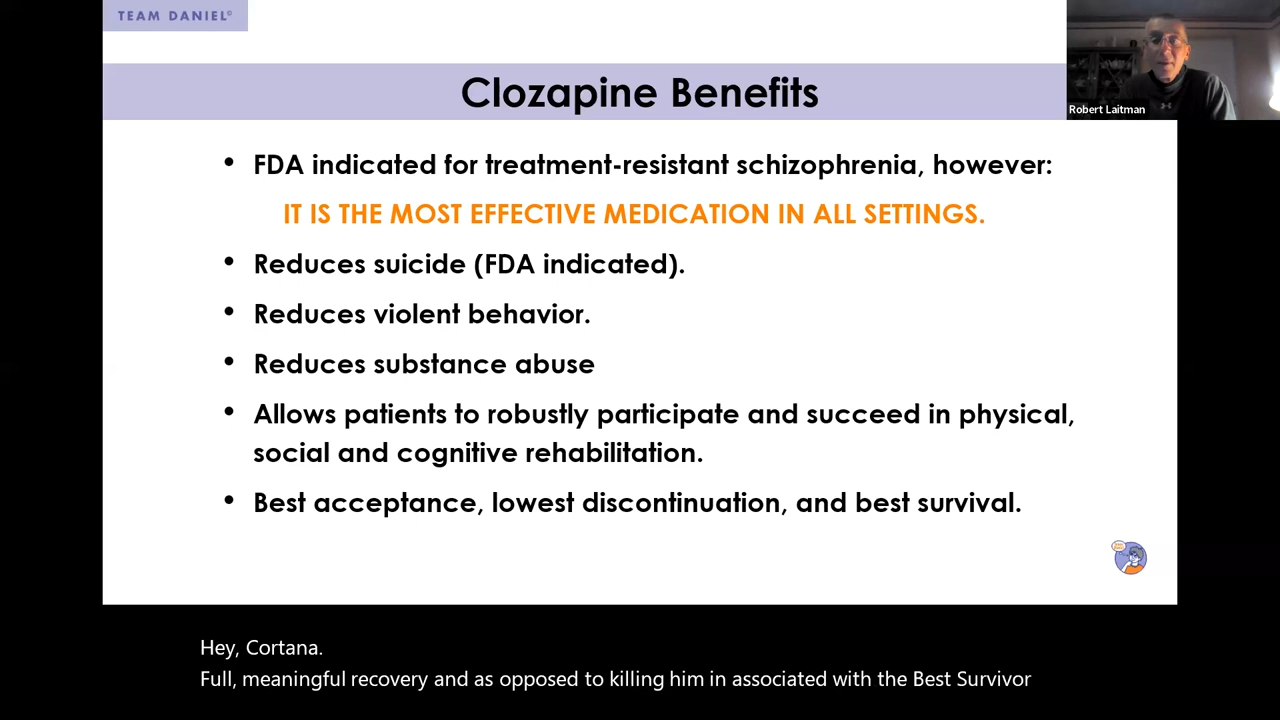 TEAM DANIEL©
Clozapine Benefits
Robert Laitman
• FDA indicated for treatment-resistant schizophrenia, however:
IT IS THE MOST EFFECTIVE MEDICATION IN ALL SETTINGS.
• Reduces suicide (FDA indicated).
• Reduces violent behavior.
• Reduces substance abuse
• Allows patients to robustly participate and succeed in physical,
social and cognitive rehabilitation.
• Best acceptance, lowest discontinuation, and best survival.
Hey, Cortana.
Full, meaningful recovery and as opposed to killing him in associated with the Best Survivor